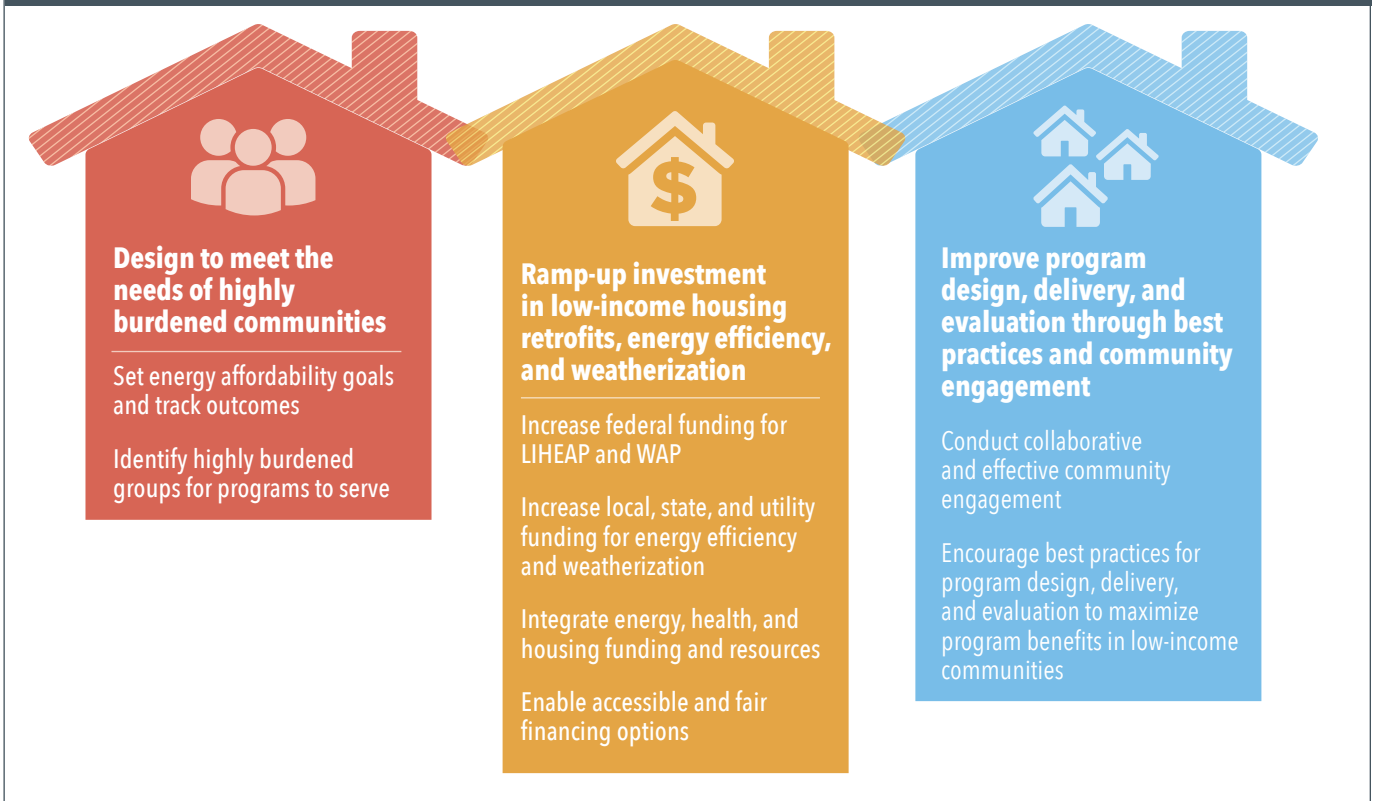 Design to meet the
needs of highly
burdened communities
Set energy affordability goals
and track outcomes
Identify highly burdened
groups for programs to serve
$
Ramp-up investment
in low-income housing
retrofits, energy efficiency,
and weatherization
Increase federal funding for
LIHEAP and WAP
Increase local, state, and utility
funding for energy efficiency
and weatherization
Integrate energy, health, and
housing funding and resources
Enable accessible and fair
financing options
Improve program
design, delivery, and
evaluation through best
practices and community
engagement
Conduct collaborative
and effective community
engagement
Encourage best practices for
program design, delivery,
and evaluation to maximize
program benefits in low-income
communities